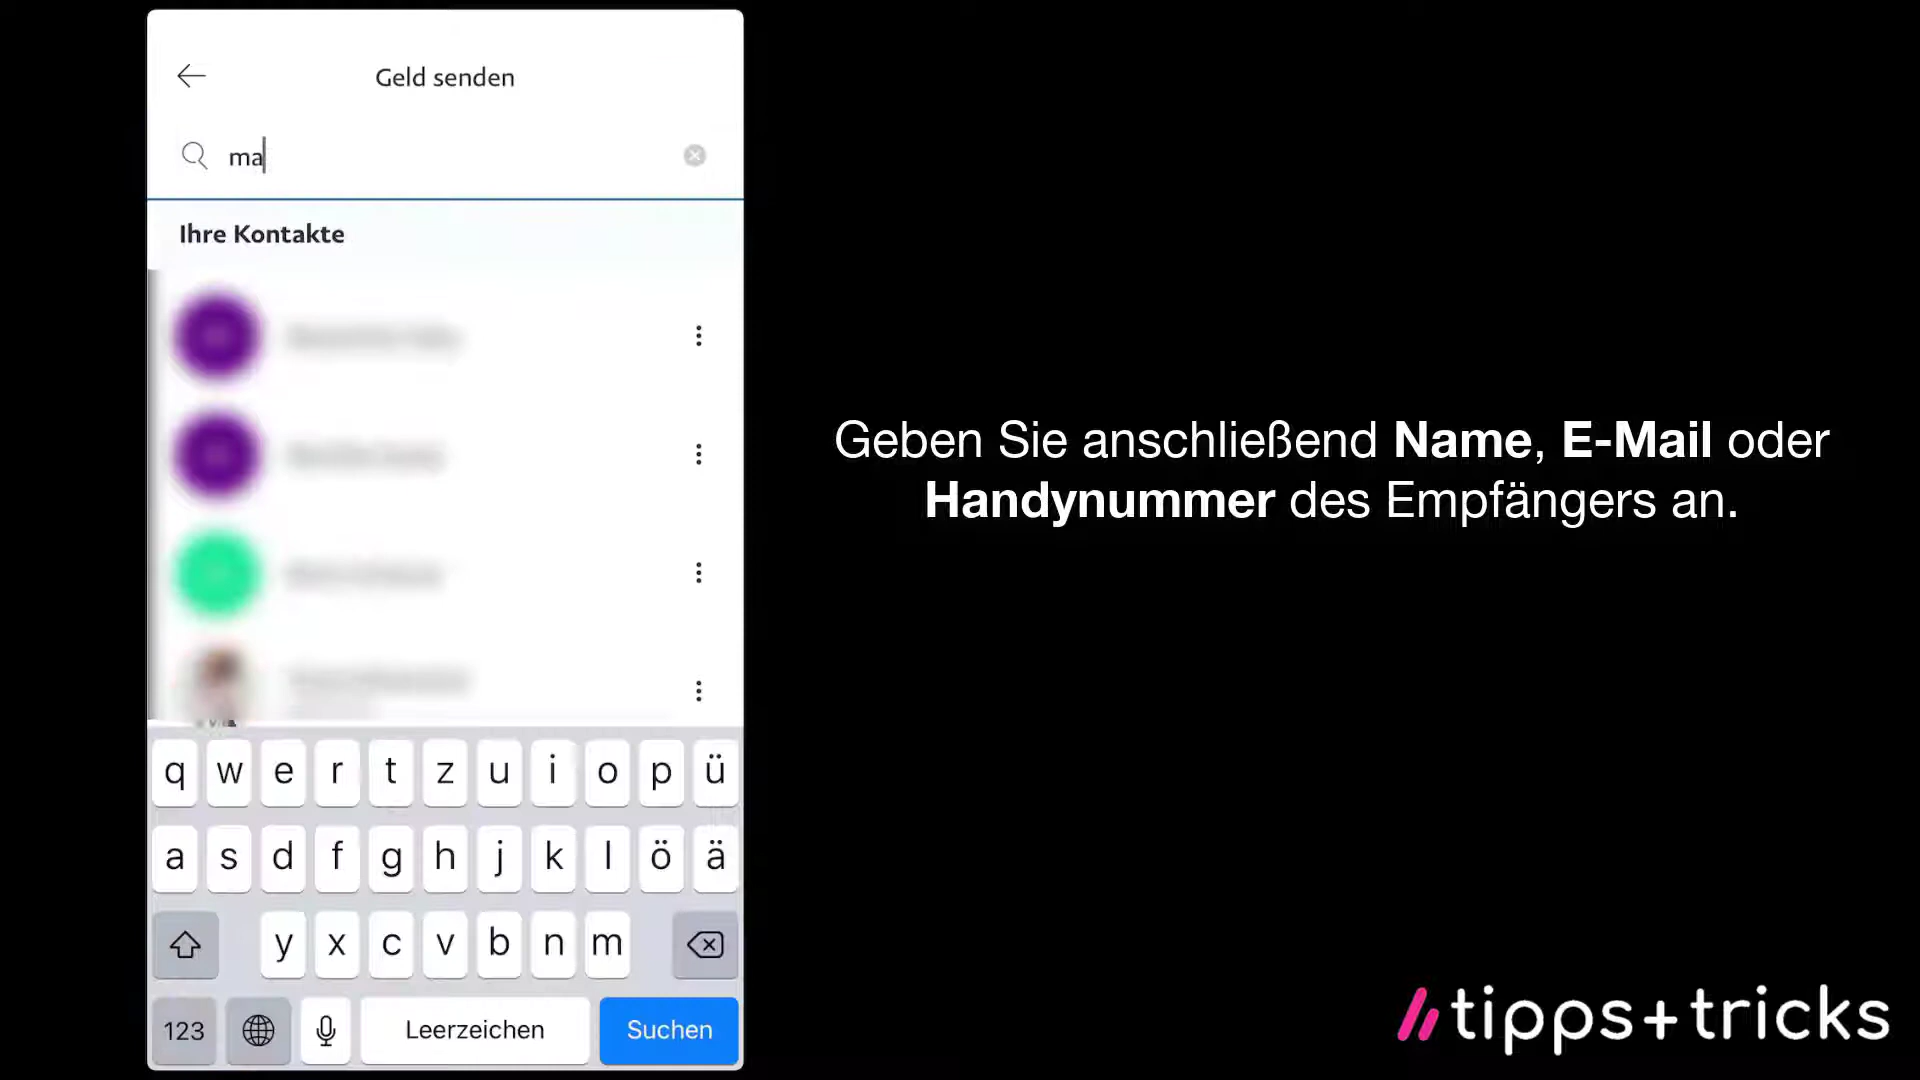 Geld senden
ma
Ihre Kontakte
Geben Sie anschließend Name, E-Mail oder
Handynummer des Empfängers an.
q w e r t z u i o p ü
a s d f g h j k l ö ä
y x c v b n m
123 Leerzeichen Suchen
tipps+tricks